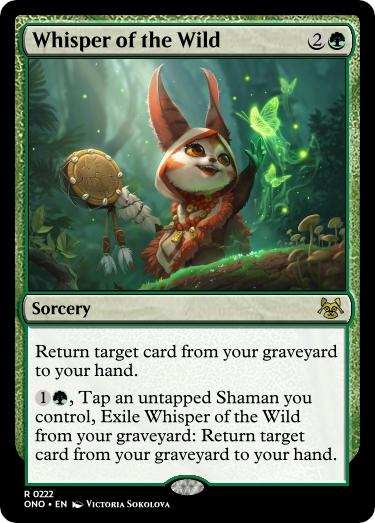 Whisper of the Wild 2
Sorcery
Return target card from your graveyard
to your hand.
1, Tap an untapped Shaman you
control, Exile Whisper of the Wild
from your graveyard: Return target
card from your graveyard to your hand.
R 0222
ONO • EN Victoria Sokolova